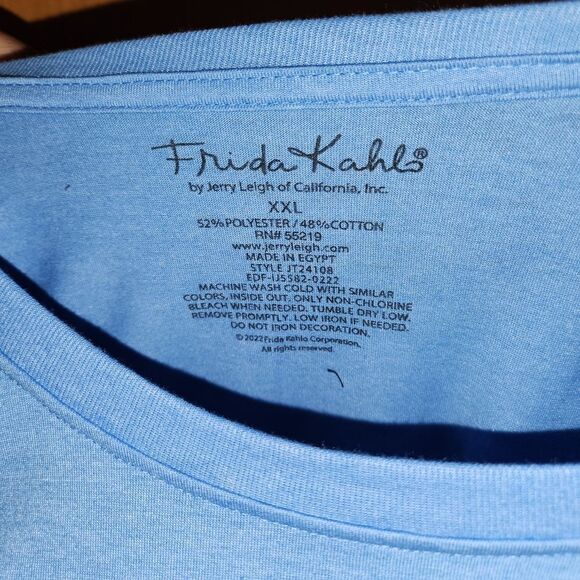 Frida Kahlo®
by Jerry Leigh of California, Inc.
XXL
52% POLYESTER / 48% COTTON
RN# 55219
www.jerryleigh.com
MADE IN EGYPT
STYLE JT24108
EDF-IJ5582-0222
MACHINE WASH COLD WITH SIMILAR
COLORS, INSIDE OUT. ONLY NON-CHLORINE
BLEACH WHEN NEEDED. TUMBLE DRY LOW.
REMOVE PROMPTLY. LOW IRON IF NEEDED.
DO NOT IRON DECORATION.
©2022 Frida Kahlo Corporation.
All rights reserved.